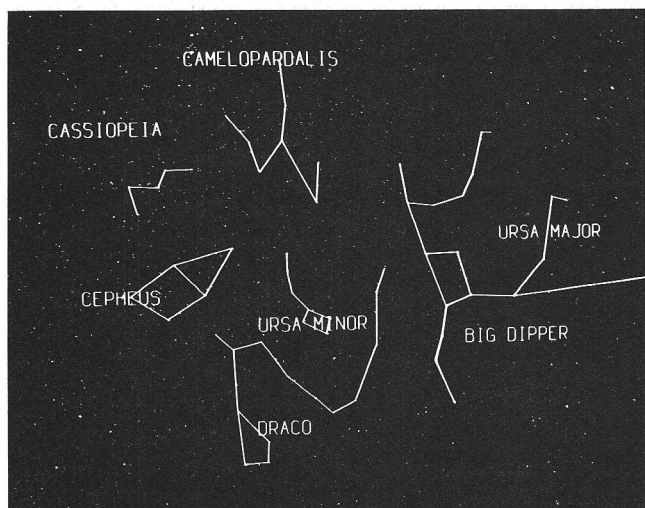 CAMELOPARDALIS
CASSIOPEIA
URSA MAJOR
CEPHEUS
URSA MINOR
BIG DIPPER
DRACO